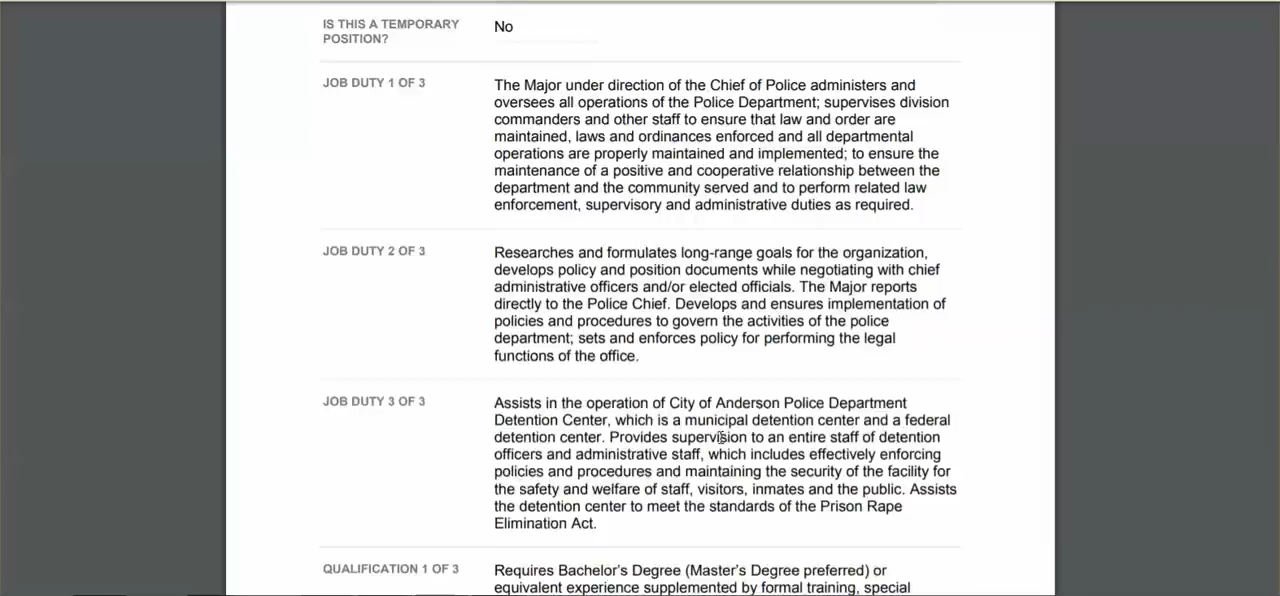 IS THIS A TEMPORARY
POSITION?
No
JOB DUTY 1 OF 3
The Major under direction of the Chief of Police administers and
oversees all operations of the Police Department; supervises division
commanders and other staff to ensure that law and order are
maintained, laws and ordinances enforced and all departmental
operations are properly maintained and implemented; to ensure the
maintenance of a positive and cooperative relationship between the
department and the community served and to perform related law
enforcement, supervisory and administrative duties as required.
JOB DUTY 2 OF 3
Researches and formulates long-range goals for the organization,
develops policy and position documents while negotiating with chief
administrative officers and/or elected officials. The Major reports
directly to the Police Chief. Develops and ensures implementation of
policies and procedures to govern the activities of the police
department; sets and enforces policy for performing the legal
functions of the office.
JOB DUTY 3 OF 3
Assists in the operation of City of Anderson Police Department
Detention Center, which is a municipal detention center and a federal
detention center. Provides supervision to an entire staff of detention
officers and administrative staff, which includes effectively enforcing
policies and procedures and maintaining the security of the facility for
the safety and welfare of staff, visitors, inmates and the public. Assists
the detention center to meet the standards of the Prison Rape
Elimination Act.
QUALIFICATION 1 OF 3
Requires Bachelor's Degree (Master's Degree preferred) or
equivalent experience supplemented by formal training, special